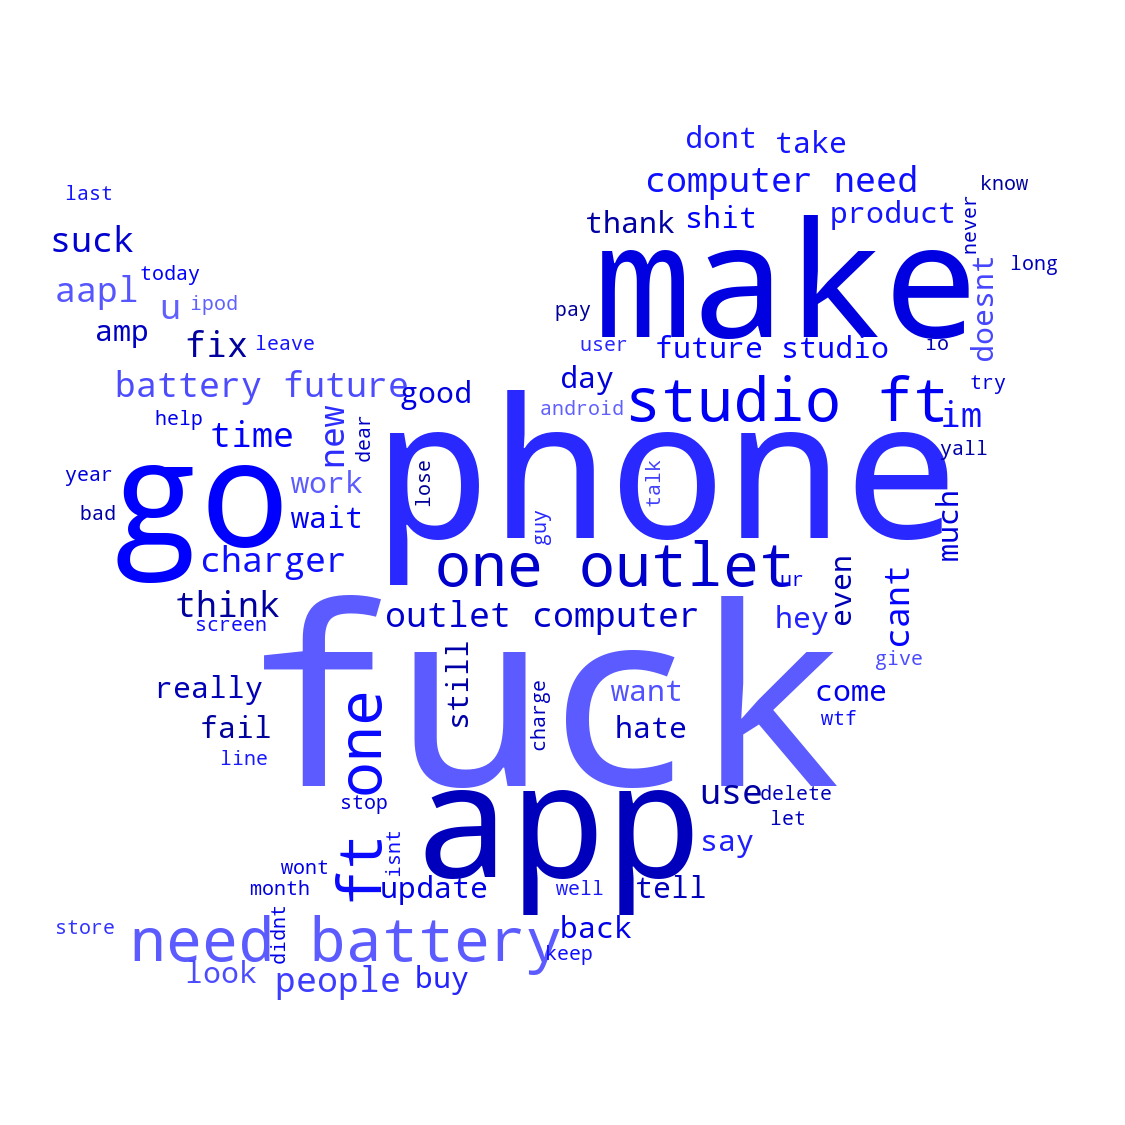 dont take
computer need
know
last
thank shit product
never
suck
make
today
long
aapl
doesnt
u ipod
pay
amp
fix leave
user future studio io
battery future
good
day
studio ft
try
android
im
help
time
new
dear
phone
yall
year
go
work
lose
talk
bad
wait
guy
much
charger
one outlet
ur
even
cant
think
outlet computer
hey
screen
fuck
give
really
still
want
come
charge
wtf
fail
hate
one
line
stop
app
use delete
let
isnt
say
ft
wont
month
update
well tell
store
didnt
need battery
back
keep
look people buy